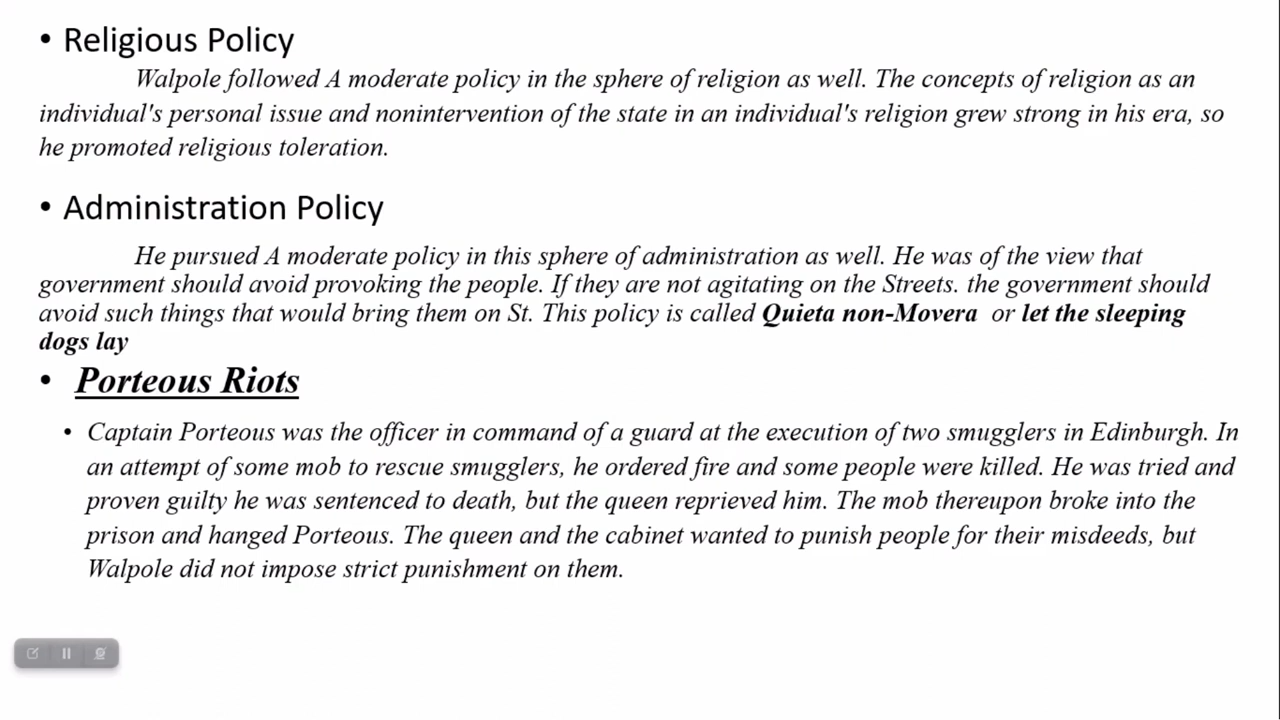 • Religious Policy
Walpole followed A moderate policy in the sphere of religion as well. The concepts of religion as an
individual's personal issue and nonintervention of the state in an individual's religion grew strong in his era, so
he promoted religious toleration.
• Administration Policy
He pursued A moderate policy in this sphere of administration as well. He was of the view that
government should avoid provoking the people. If they are not agitating on the Streets. the government should
avoid such things that would bring them on St. This policy is called Quieta non-Movera or let the sleeping
dogs lay
• Porteous Riots
• Captain Porteous was the officer in command of a guard at the execution of two smugglers in Edinburgh. In
an attempt of some mob to rescue smugglers, he ordered fire and some people were killed. He was tried and
proven guilty he was sentenced to death, but the queen reprieved him. The mob thereupon broke into the
prison and hanged Porteous. The queen and the cabinet wanted to punish people for their misdeeds, but
Walpole did not impose strict punishment on them.